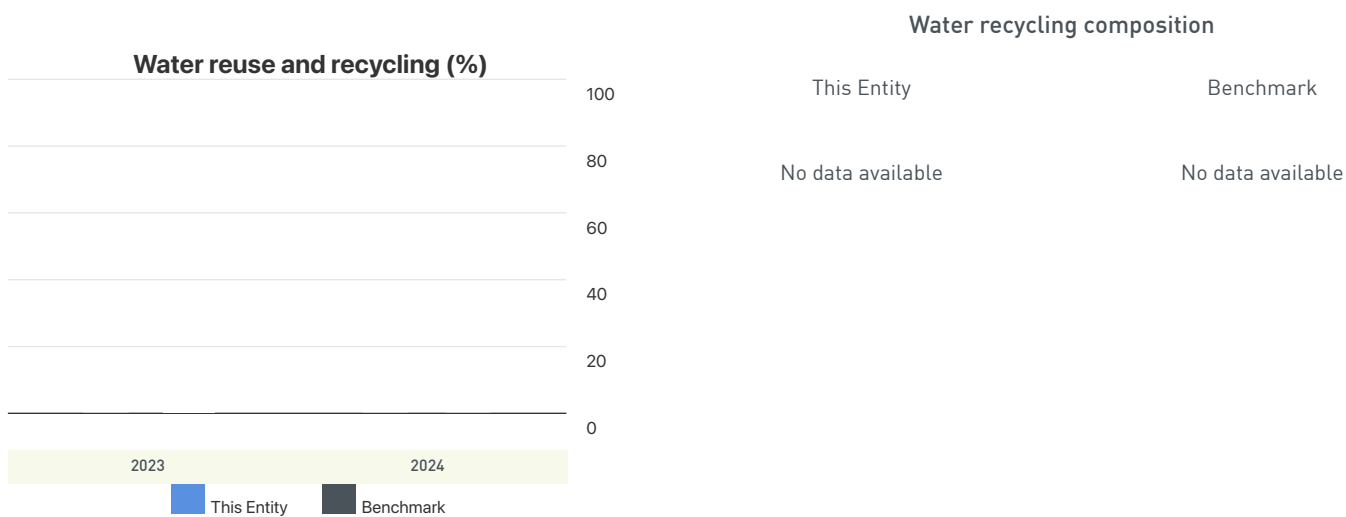 Water reuse and recycling (%)
100
80
60
40
20
0
2023 2024
This Entity Benchmark
Water recycling composition
This Entity Benchmark
No data available No data available